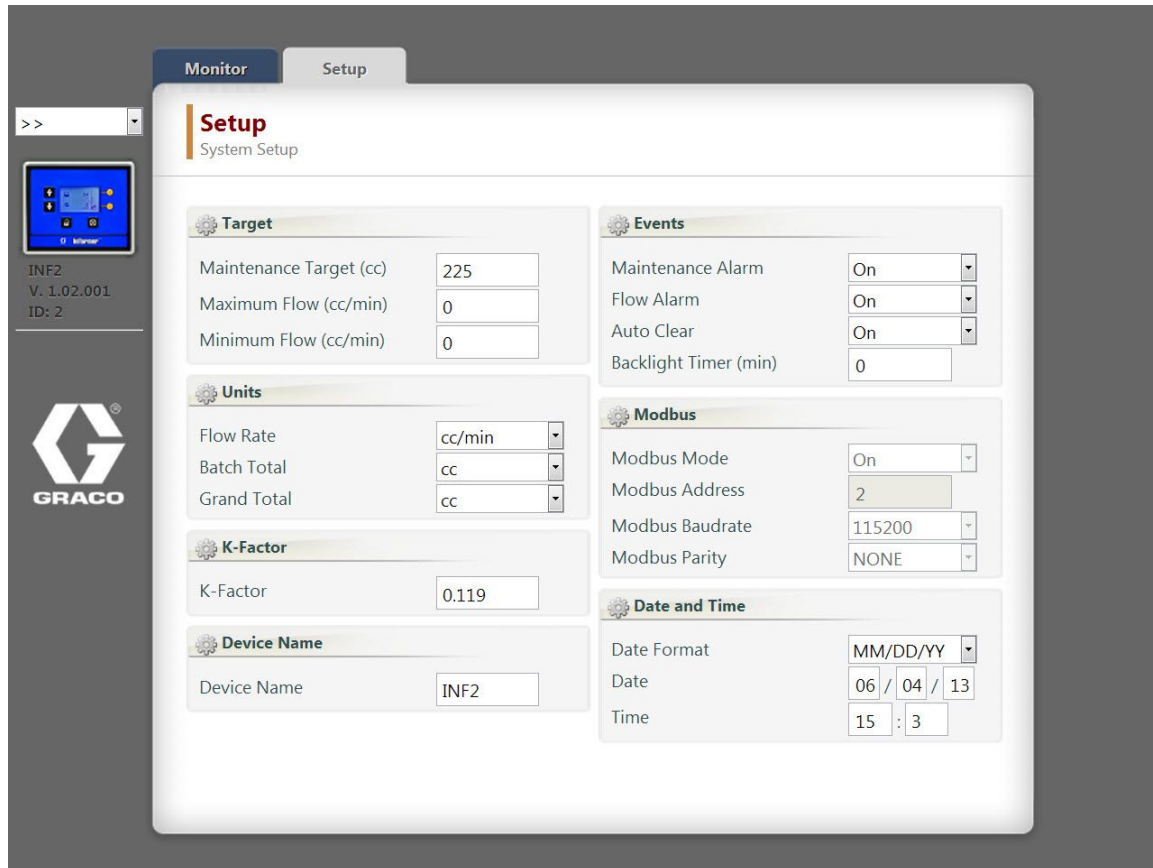 Monitor
Setup
>>
Setup
System Setup
INF2
V. 1.02.001
ID: 2
GRACO
®
Target
Maintenance Target (cc) 225
Maximum Flow (cc/min) 0
Minimum Flow (cc/min) 0
Units
Flow Rate cc/min
Batch Total cc
Grand Total cc
K-Factor
K-Factor 0.119
Device Name
Device Name INF2
Events
Maintenance Alarm On
Flow Alarm On
Auto Clear On
Backlight Timer (min) 0
Modbus
Modbus Mode On
Modbus Address 2
Modbus Baudrate 115200
Modbus Parity NONE
Date and Time
Date Format MM/DD/YY
Date 06 / 04 / 13
Time 15 : 3